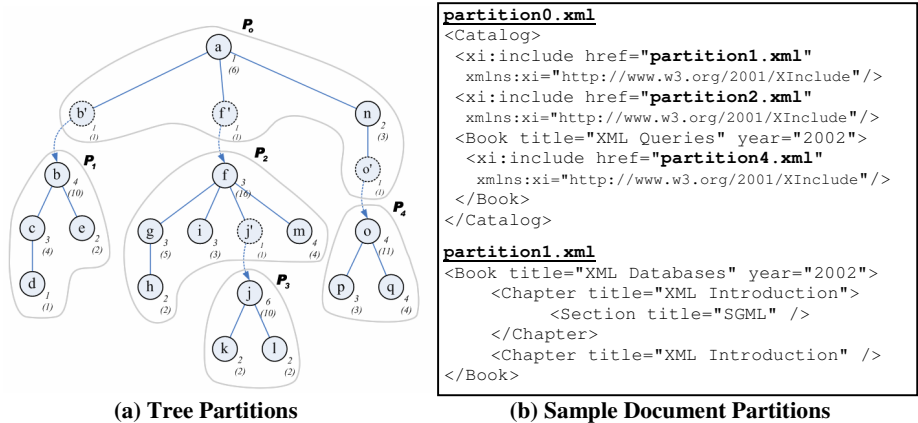 P₀
a
1
(6)
b'
1
(1)
f'
1
(1)
n
2
(3)
o'
1
(1)
P₁
b
4
(10)
c
3
(4)
e
2
(2)
d
1
(1)
P₂
f
3
(16)
g
3
(5)
i
3
(3)
j'
1
(1)
m
4
(4)
h
2
(2)
P₃
j
6
(10)
k
2
(2)
l
2
(2)
P₄
o
4
(11)
p
3
(3)
q
4
(4)
(a) Tree Partitions
partition0.xml
<Catalog>
<xi:include href="partition1.xml"
xmlns:xi="http://www.w3.org/2001/XInclude"/>
<xi:include href="partition2.xml"
xmlns:xi="http://www.w3.org/2001/XInclude"/>
<Book title="XML Queries" year="2002">
<xi:include href="partition4.xml"
xmlns:xi="http://www.w3.org/2001/XInclude"/>
</Book>
</Catalog>
partition1.xml
<Book title="XML Databases" year="2002">
<Chapter title="XML Introduction">
<Section title="SGML" />
</Chapter>
<Chapter title="XML Introduction" />
</Book>
(b) Sample Document Partitions